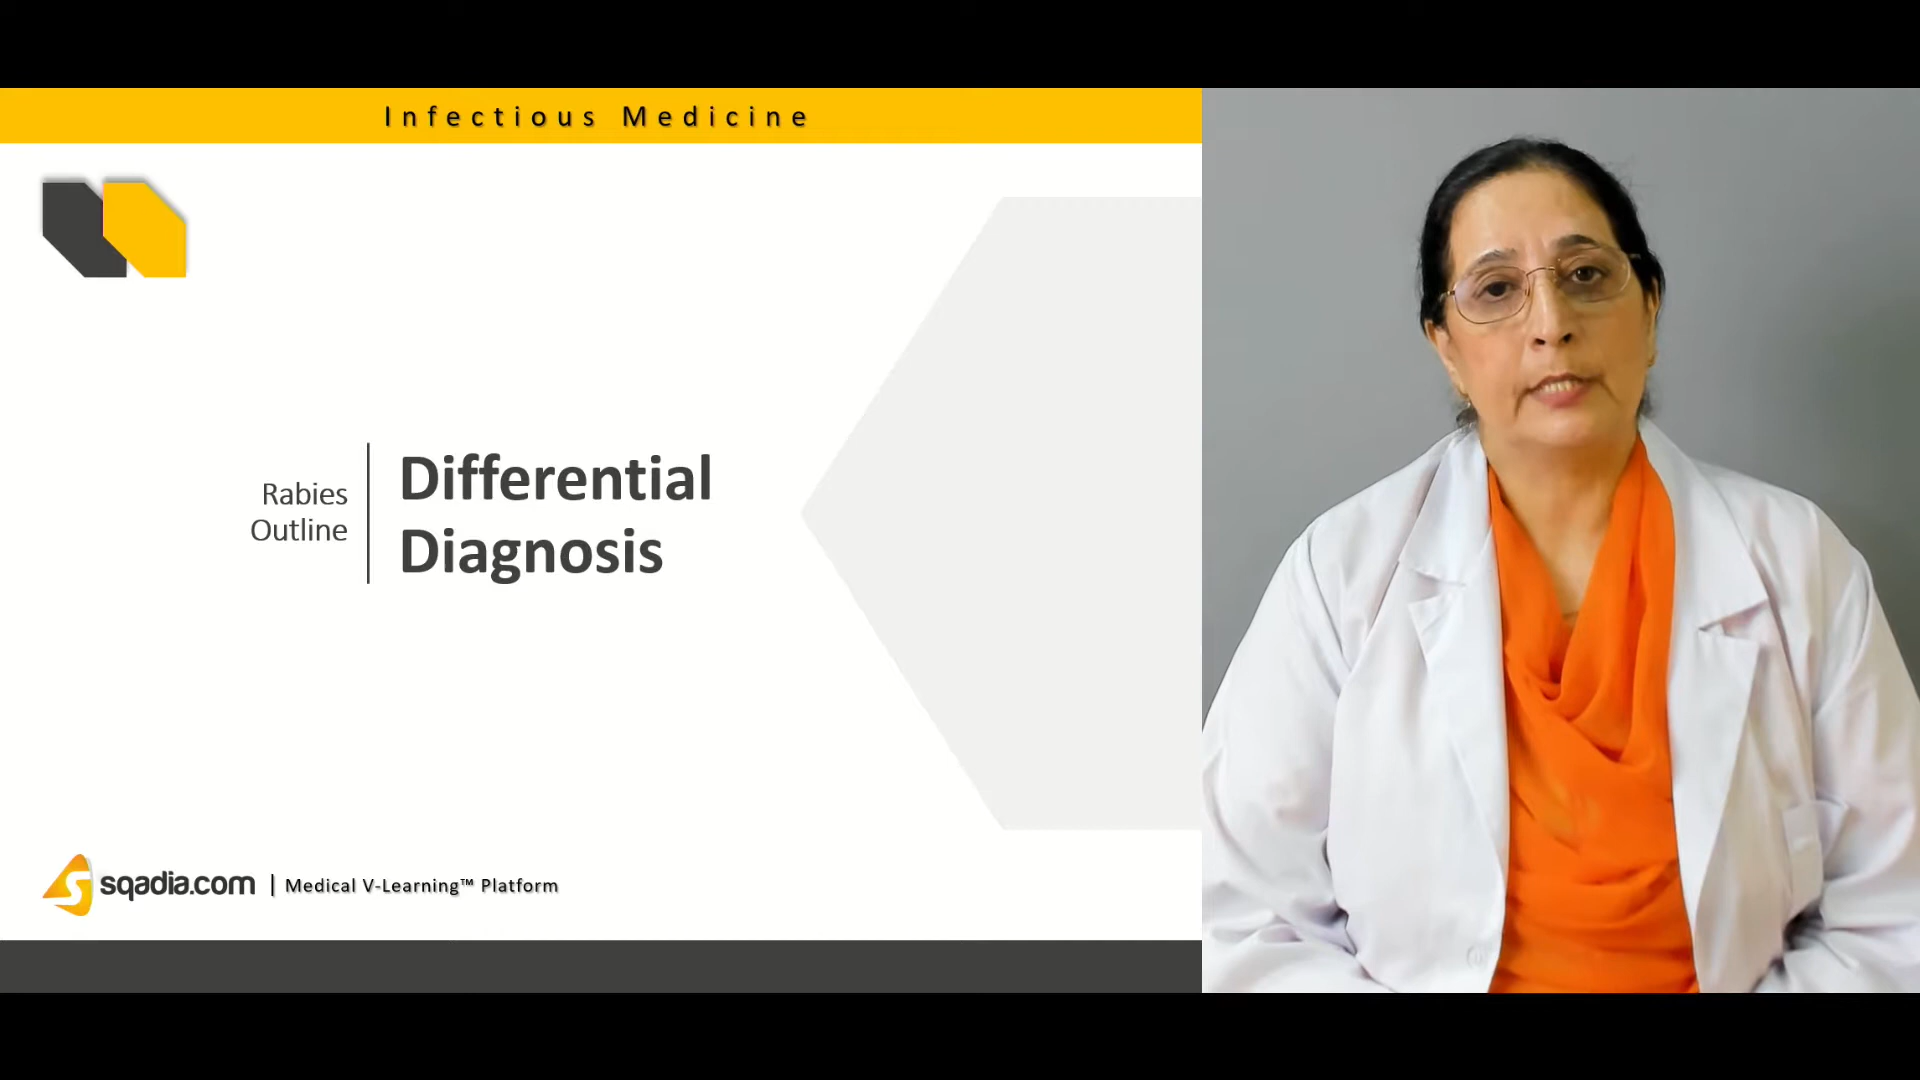 Infectious Medicine
Rabies
Outline
Differential
Diagnosis
sqadia.com | Medical V-Learning™ Platform